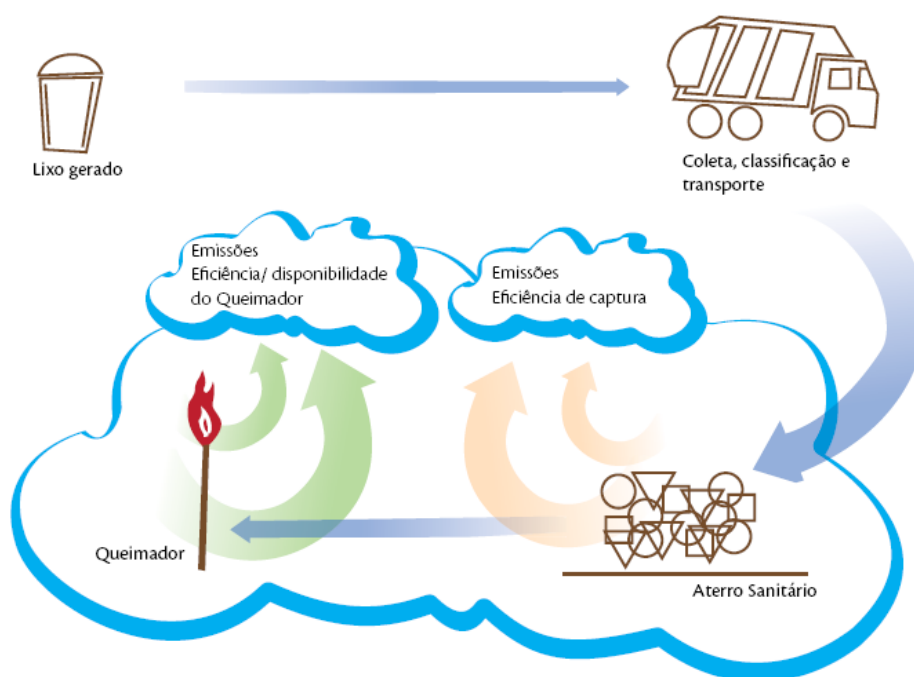 Lixo gerado
Coleta, classificação e
transporte
Emissões
Eficiência/ disponibilidade
do Queimador
Emissões
Eficiência de captura
Queimador
Aterro Sanitário